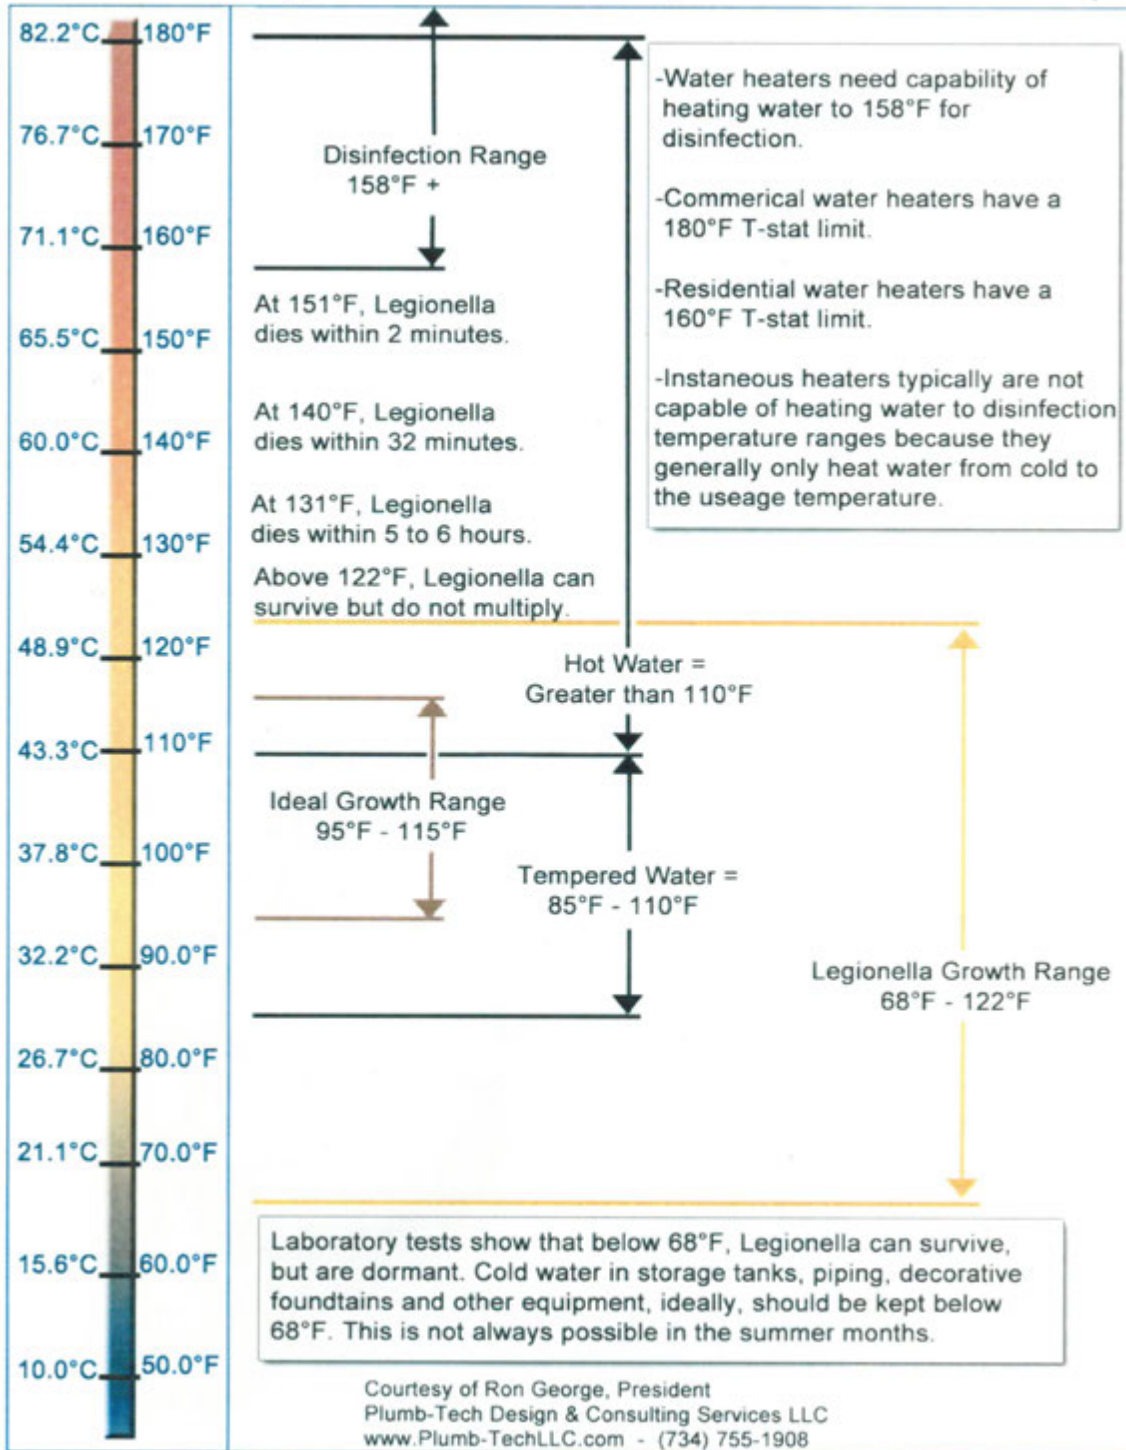 82.2°C 180°F
76.7°C 170°F
71.1°C 160°F
65.5°C 150°F
60.0°C 140°F
54.4°C 130°F
48.9°C 120°F
43.3°C 110°F
37.8°C 100°F
32.2°C 90.0°F
26.7°C 80.0°F
21.1°C 70.0°F
15.6°C 60.0°F
10.0°C 50.0°F
Disinfection Range
158°F +
At 151°F, Legionella
dies within 2 minutes.
At 140°F, Legionella
dies within 32 minutes.
At 131°F, Legionella
dies within 5 to 6 hours.
Above 122°F, Legionella can
survive but do not multiply.
Hot Water =
Greater than 110°F
Ideal Growth Range
95°F - 115°F
Tempered Water =
85°F - 110°F
Legionella Growth Range
68°F - 122°F
-Water heaters need capability of
heating water to 158°F for
disinfection.
-Commerical water heaters have a
180°F T-stat limit.
-Residential water heaters have a
160°F T-stat limit.
-Instaneous heaters typically are not
capable of heating water to disinfection
temperature ranges because they
generally only heat water from cold to
the useage temperature.
Laboratory tests show that below 68°F, Legionella can survive,
but are dormant. Cold water in storage tanks, piping, decorative
foundtains and other equipment, ideally, should be kept below
68°F. This is not always possible in the summer months.
Courtesy of Ron George, President
Plumb-Tech Design & Consulting Services LLC
www.Plumb-TechLLC.com - (734) 755-1908